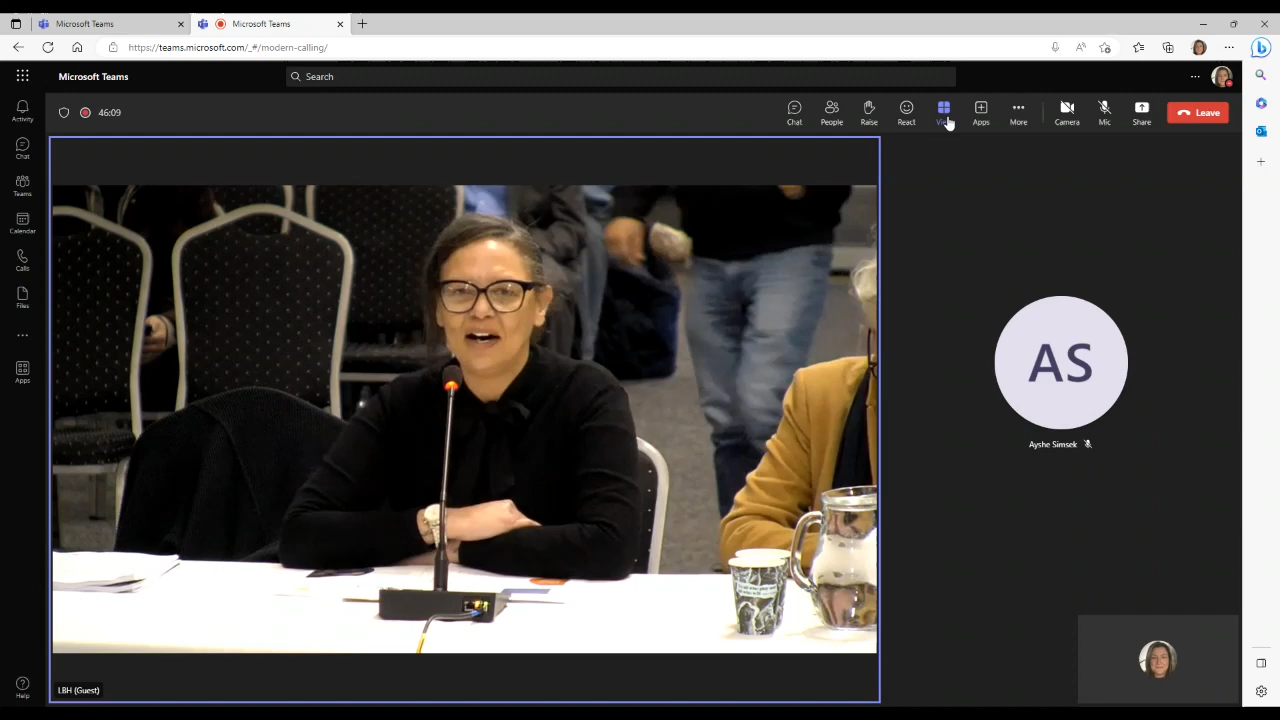 Microsoft Teams
Microsoft Teams
https://teams.microsoft.com/_#/modern-calling/
Microsoft Teams
Search
46:09
Chat
People
Raise
React
View
Apps
More
Camera
Mic
Share
Leave
Activity
Chat
Teams
Calendar
Calls
Files
Apps
Help
AS
Ayshe Simsek
LBH (Guest)